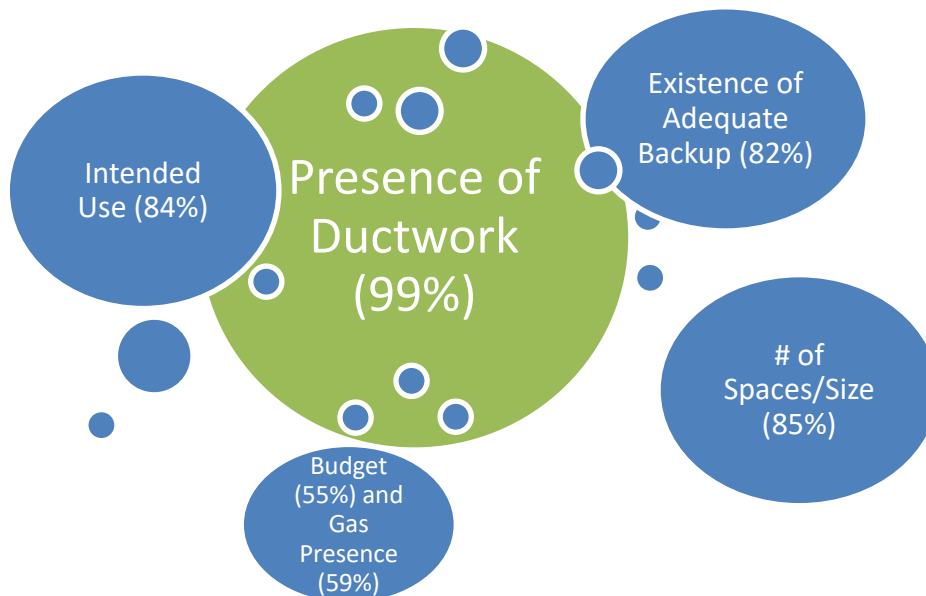 Intended
Use (84%)
Presence of
Ductwork
(99%)
Existence of
Adequate
Backup (82%)
# of
Spaces/Size
(85%)
Budget
(55%) and
Gas
Presence
(59%)